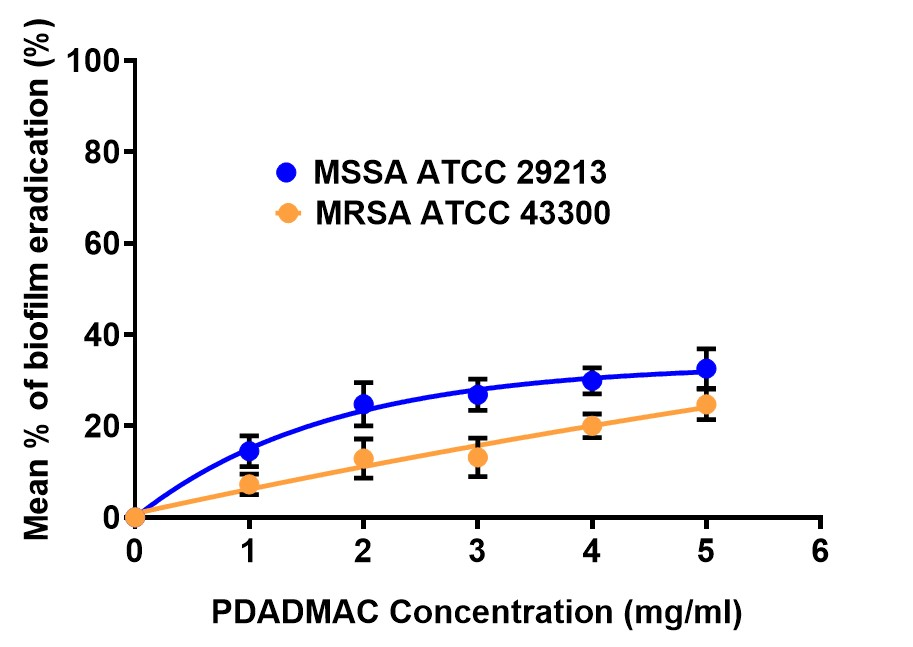 Mean % of biofilm eradication (%)
100
80
60
40
20
0
MSSA ATCC 29213
MRSA ATCC 43300
0 1 2 3 4 5 6
PDADMAC Concentration (mg/ml)